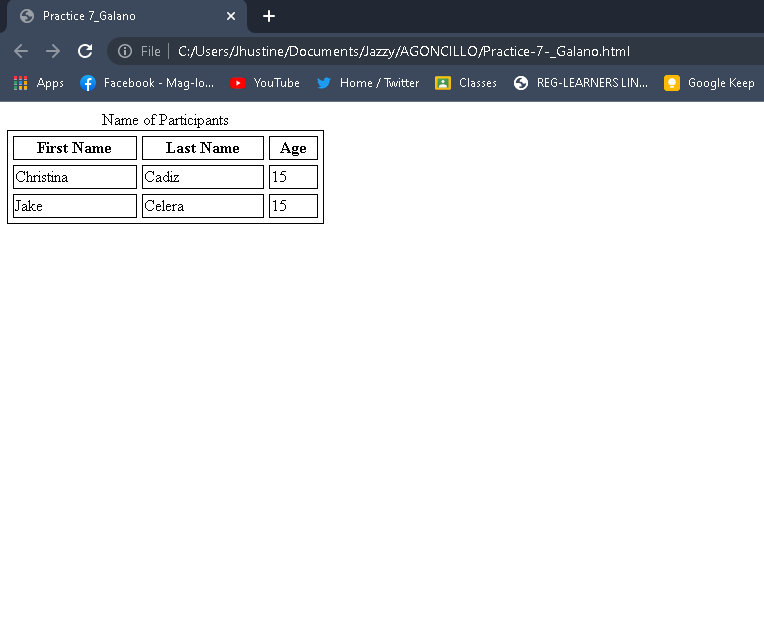 Practice 7_Galano
File C:/Users/Jhustine/Documents/Jazzy/AGONCILLO/Practice-7-_Galano.html
Apps Facebook - Mag-lo... YouTube Home / Twitter Classes REG-LEARNERS LIN... Google Keep
Name of Participants
First Name Last Name Age
Christina Cadiz 15
Jake Celera 15